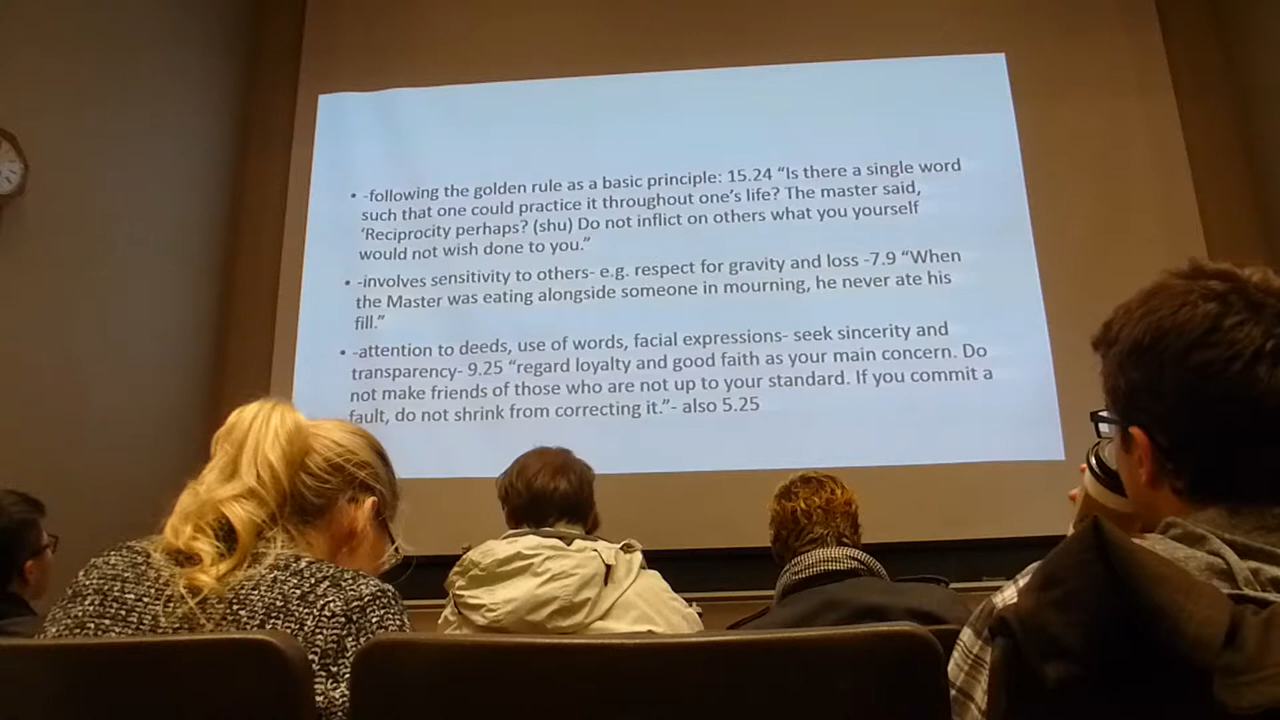 • -following the golden rule as a basic principle: 15.24 “Is there a single word
such that one could practice it throughout one’s life? The master said,
‘Reciprocity perhaps? (shu) Do not inflict on others what you yourself
would not wish done to you.”
• -involves sensitivity to others- e.g. respect for gravity and loss -7.9 “When
the Master was eating alongside someone in mourning, he never ate his
fill.”
• -attention to deeds, use of words, facial expressions- seek sincerity and
transparency- 9.25 “regard loyalty and good faith as your main concern. Do
not make friends of those who are not up to your standard. If you commit a
fault, do not shrink from correcting it.”- also 5.25